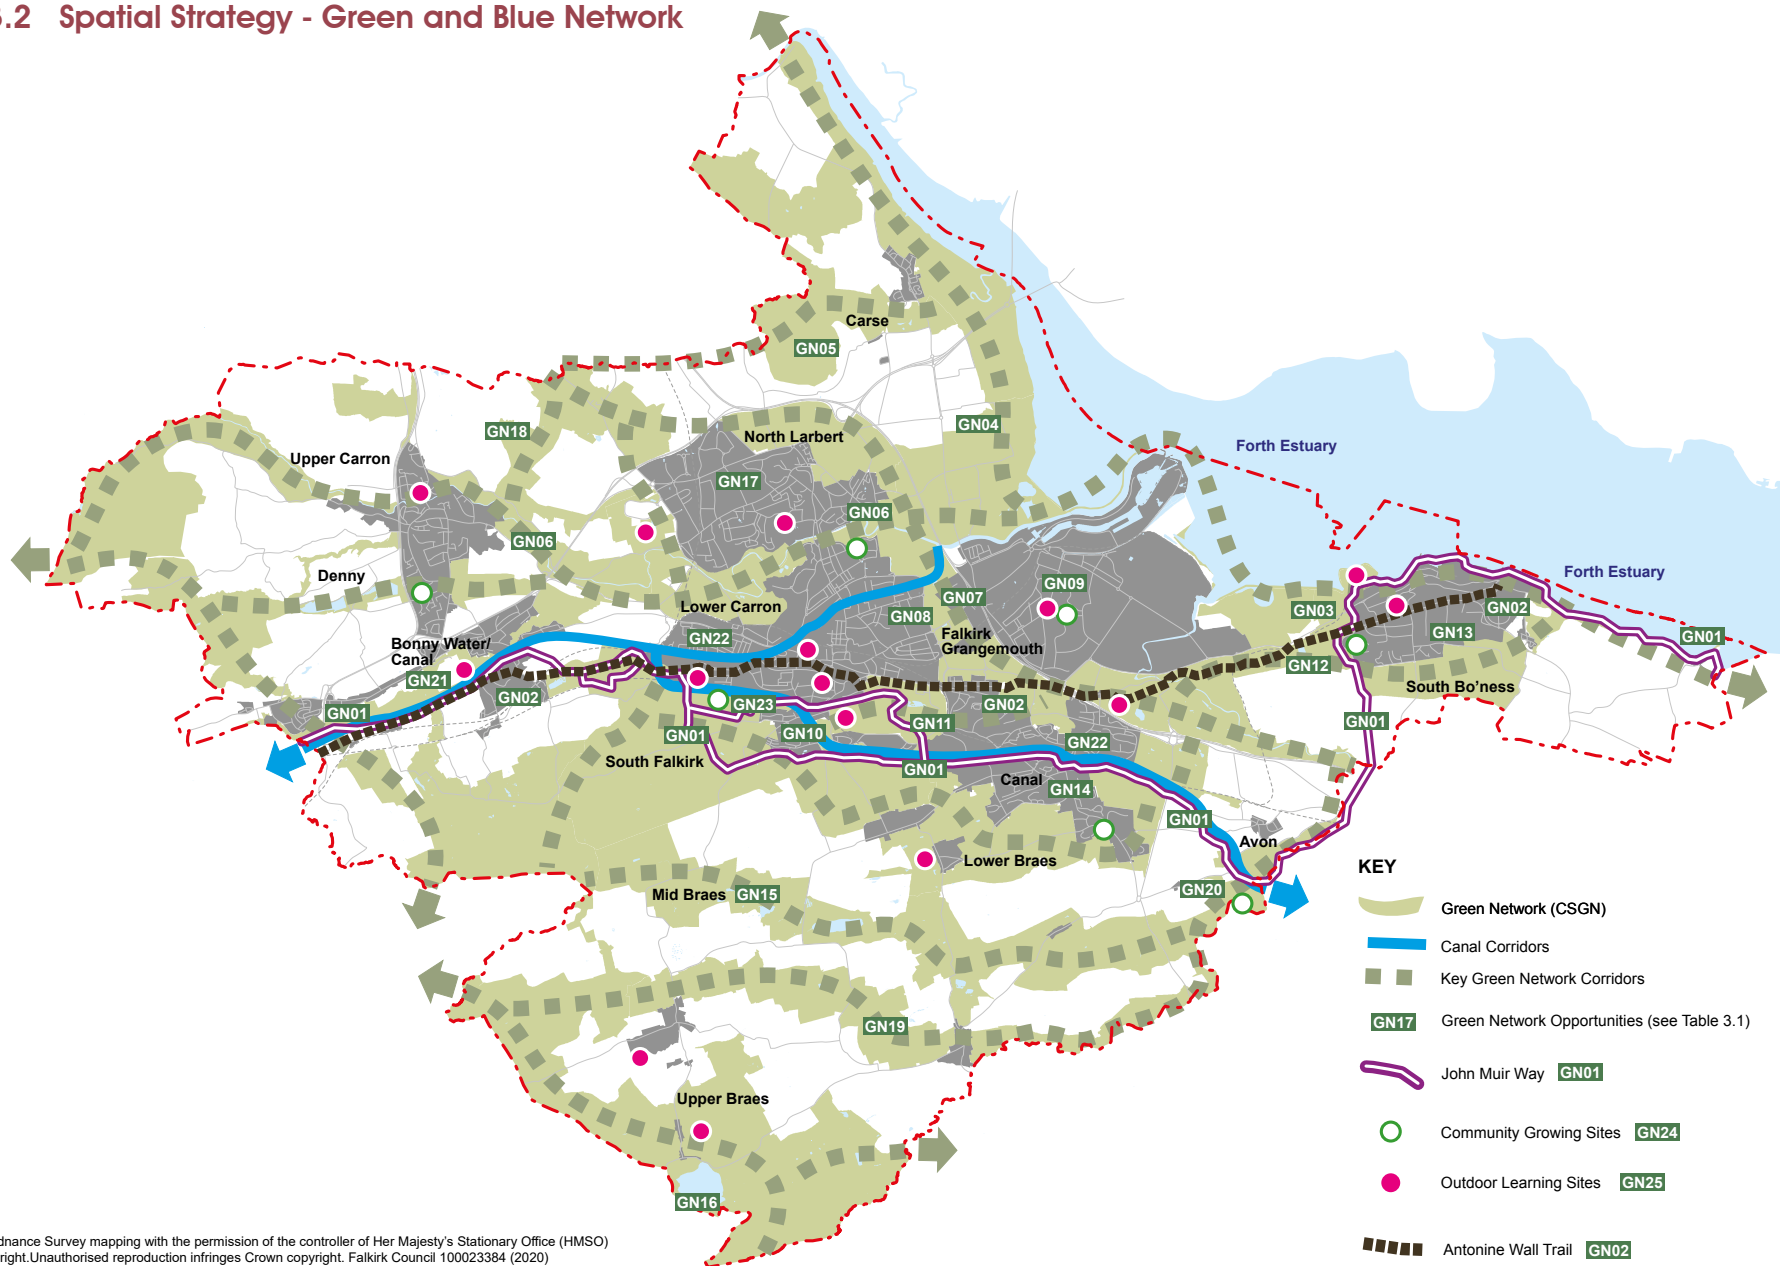 .2 Spatial Strategy - Green and Blue Network
Carse
GN05
GN04
GN18
North Larbert
Forth Estuary
Upper Carron
GN17
GN06
GN06
Forth Estuary
Denny
GN09
GN07
Lower Carron
GN03
GN02
GN08
Falkirk
Grangemouth
GN13
GN22
GN01
Bonny Water/
Canal
GN12
GN21
South Bo'ness
GN02
GN23
GN02
GN01
GN01
GN11
GN01
GN10
GN22
South Falkirk
GN01
Canal
GN14
GN01
Avon
Lower Braes
GN20
Mid Braes
GN15
GN19
Upper Braes
GN16
KEY
Green Network (CSGN)
Canal Corridors
Key Green Network Corridors
GN17 Green Network Opportunities (see Table 3.1)
John Muir Way GN01
Community Growing Sites GN24
Outdoor Learning Sites GN25
Antonine Wall Trail GN02
dnance Survey mapping with the permission of the controller of Her Majesty's Stationary Office (HMSO)
right.Unauthorised reproduction infringes Crown copyright. Falkirk Council 100023384 (2020)